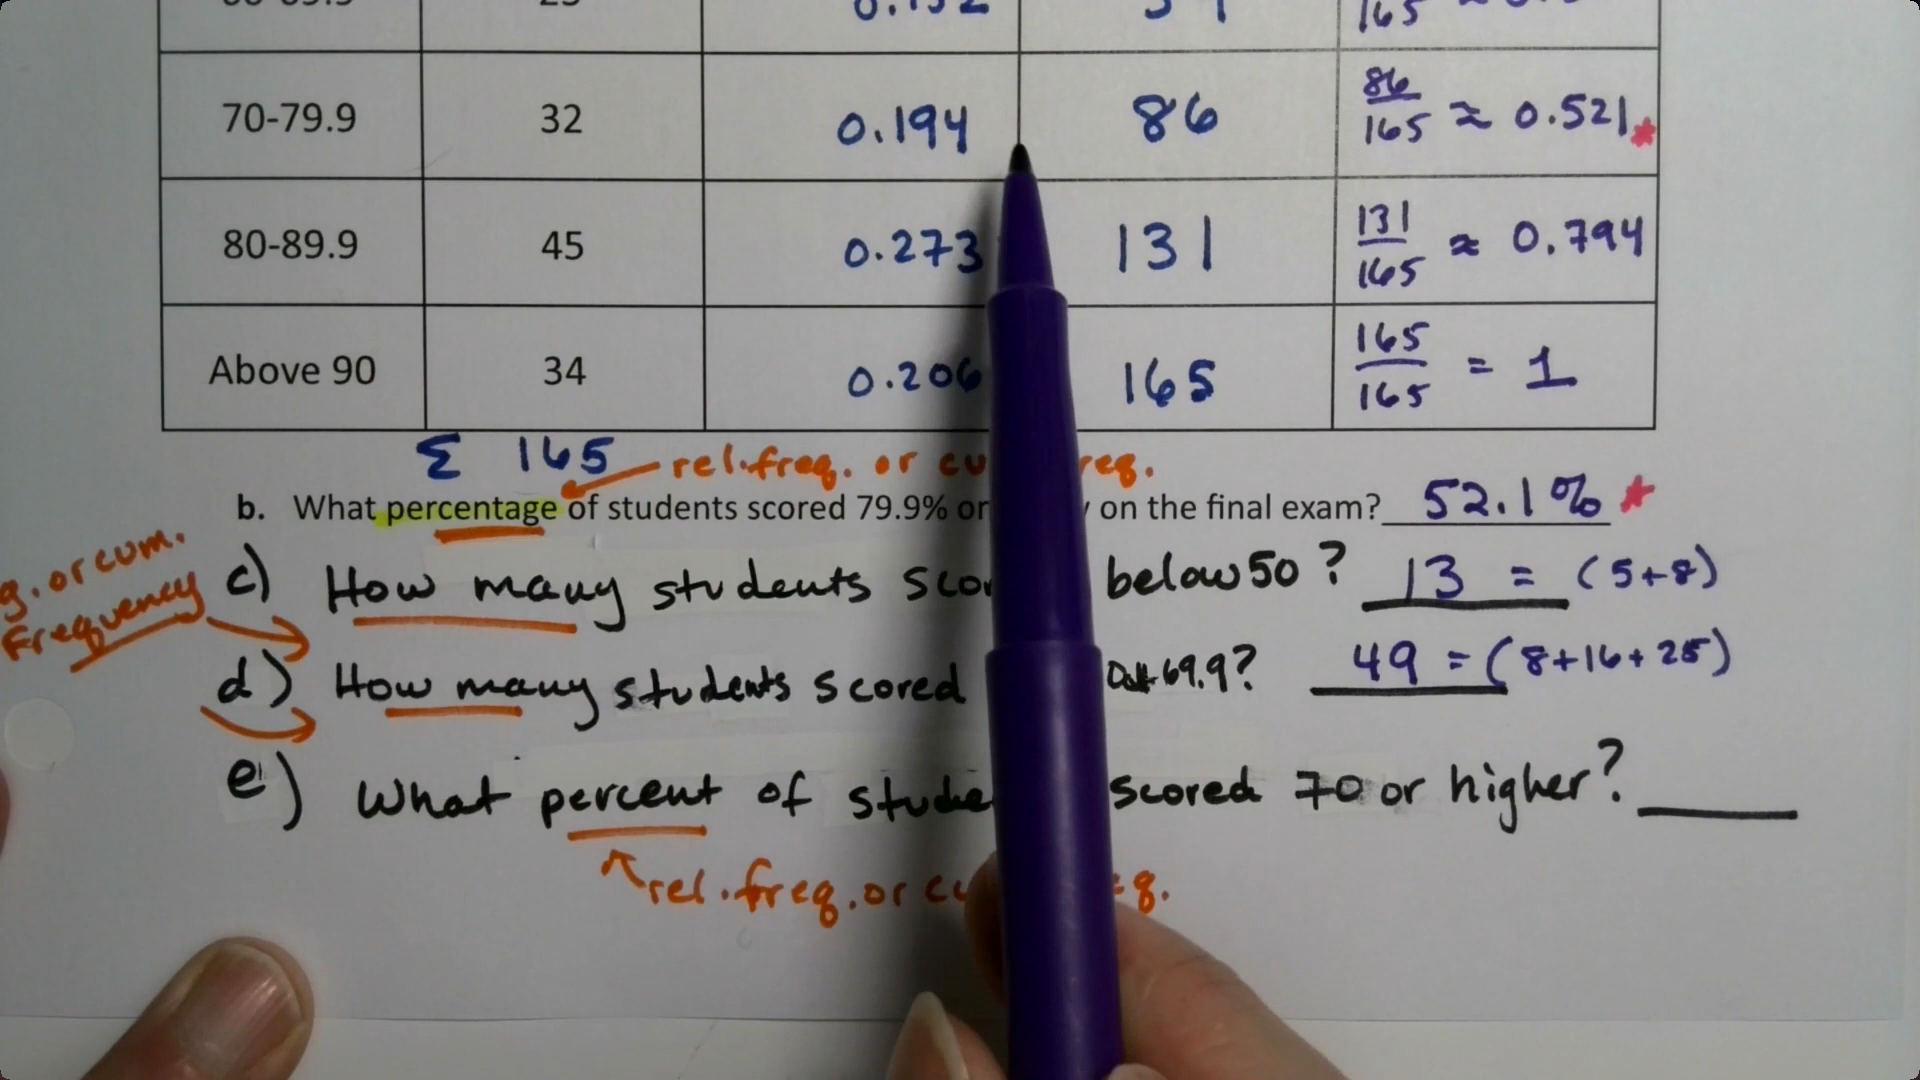 70-79.9 32 0.194 86 86/165 ≈ 0.521 *
80-89.9 45 0.273 131 131/165 ≈ 0.794
Above 90 34 0.206 165 165/165 = 1
Σ 165 rel.freq. or
b. What percentage of students scored 79.9% or on the final exam? 52.1% *
or cum. Frequency
c) How many students below 50? 13 = (5+8)
d) How many students scored 69.9? 49 = (8+16+25)
e) What percent of scored 70 or higher?
rel.freq. or